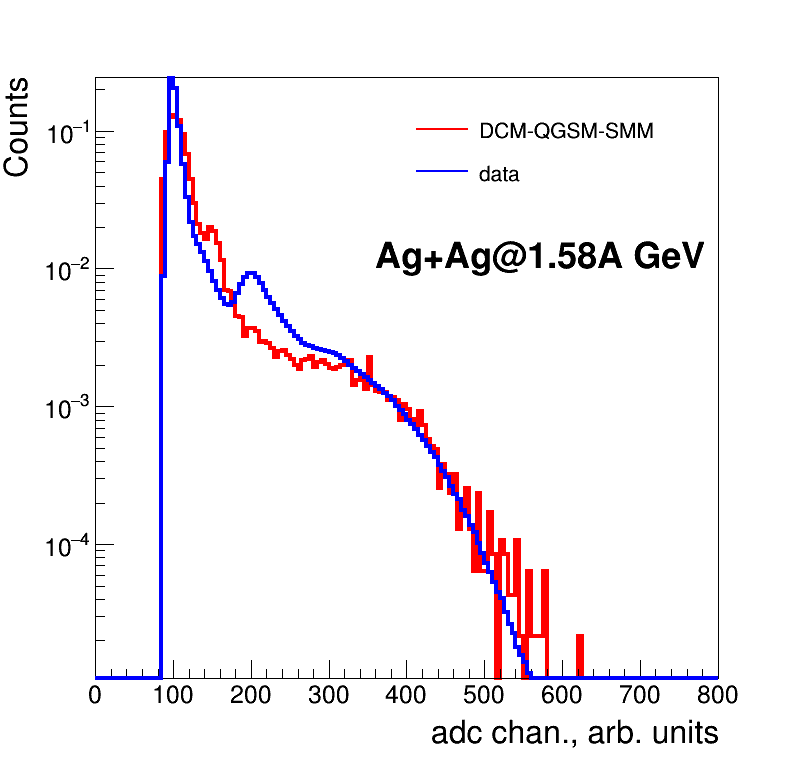 Counts
DCM-QGSM-SMM
data
Ag+Ag@1.58A GeV
10⁻¹
10⁻²
10⁻³
10⁻⁴
0 100 200 300 400 500 600 700 800
adc chan., arb. units